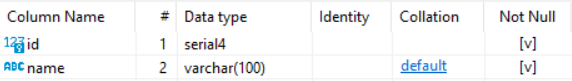 Column Name # Data type Identity Collation Not Null
123 id 1 serial4 [v]
ABC name 2 varchar(100) default [v]